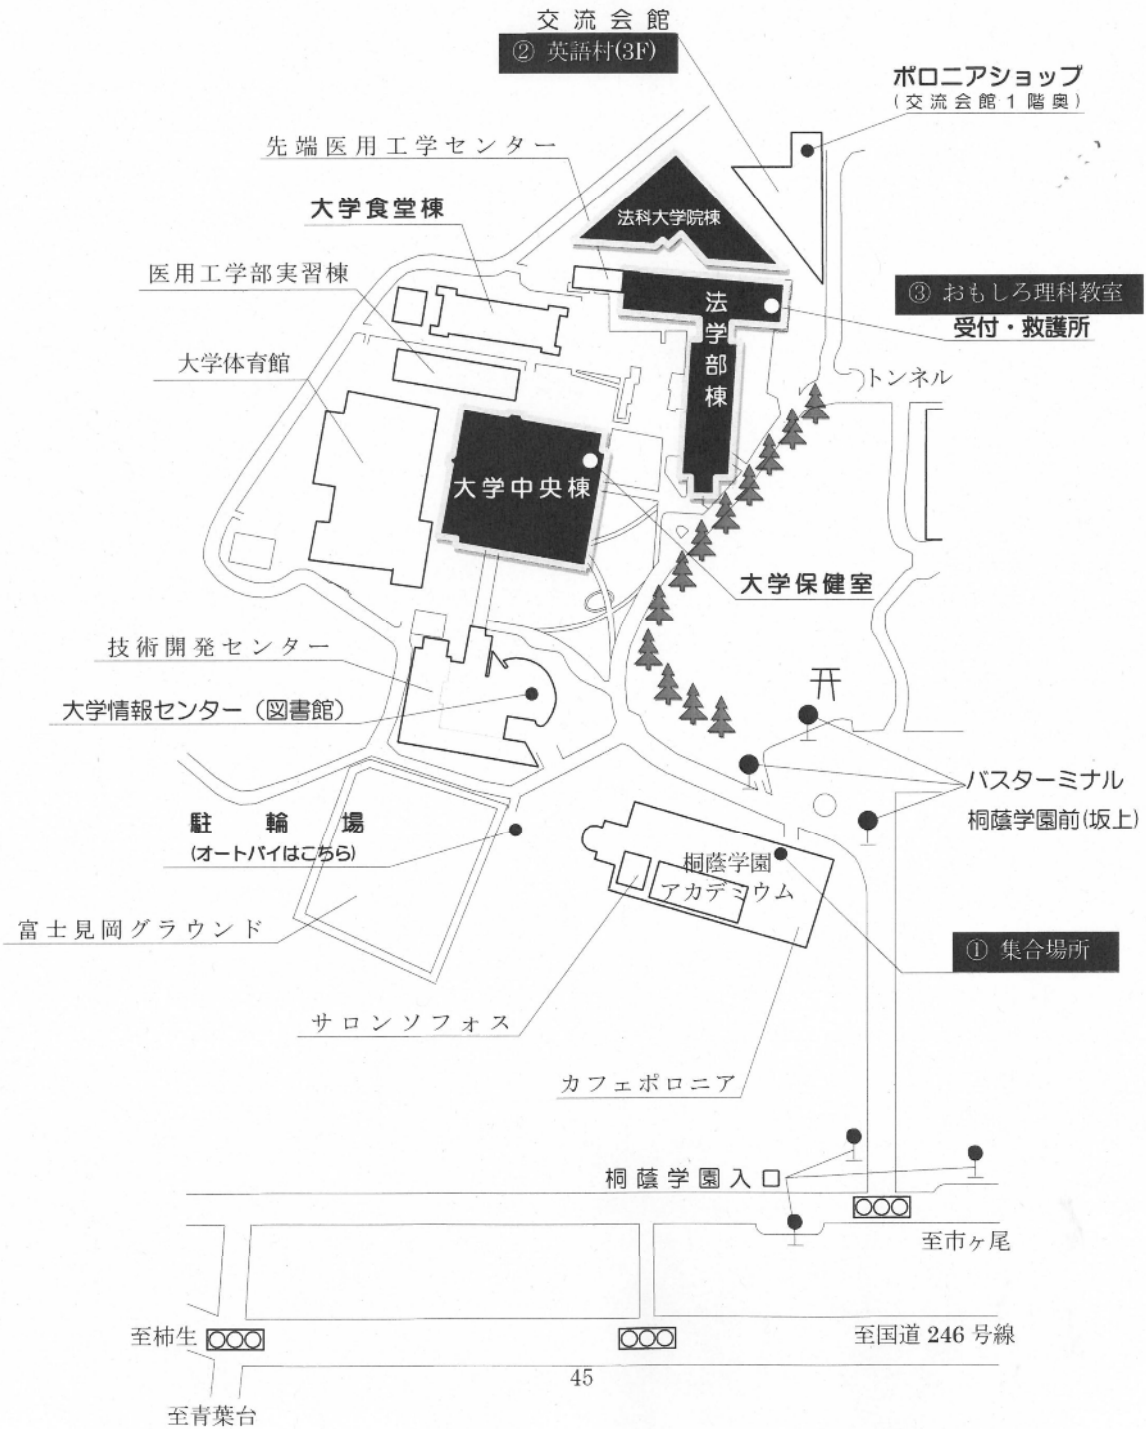 交流会館
② 英語村(3F)
ポロニアショップ
(交流会館1階奥)
先端医用工学センター
大学食堂棟
法科大学院棟
医用工学部実習棟
法学部棟
③ おもしろ理科教室
受付・救護所
大学体育館
トンネル
大学中央棟
大学保健室
技術開発センター
大学情報センター（図書館）
バスターミナル
桐蔭学園前(坂上)
駐輪場
(オートバイはこちら)
桐蔭学園
アカデミウム
富士見岡グラウンド
① 集合場所
サロンソフォス
カフェポロニア
桐蔭学園入口
至市ヶ尾
至柿生
至国道 246 号線
45
至青葉台